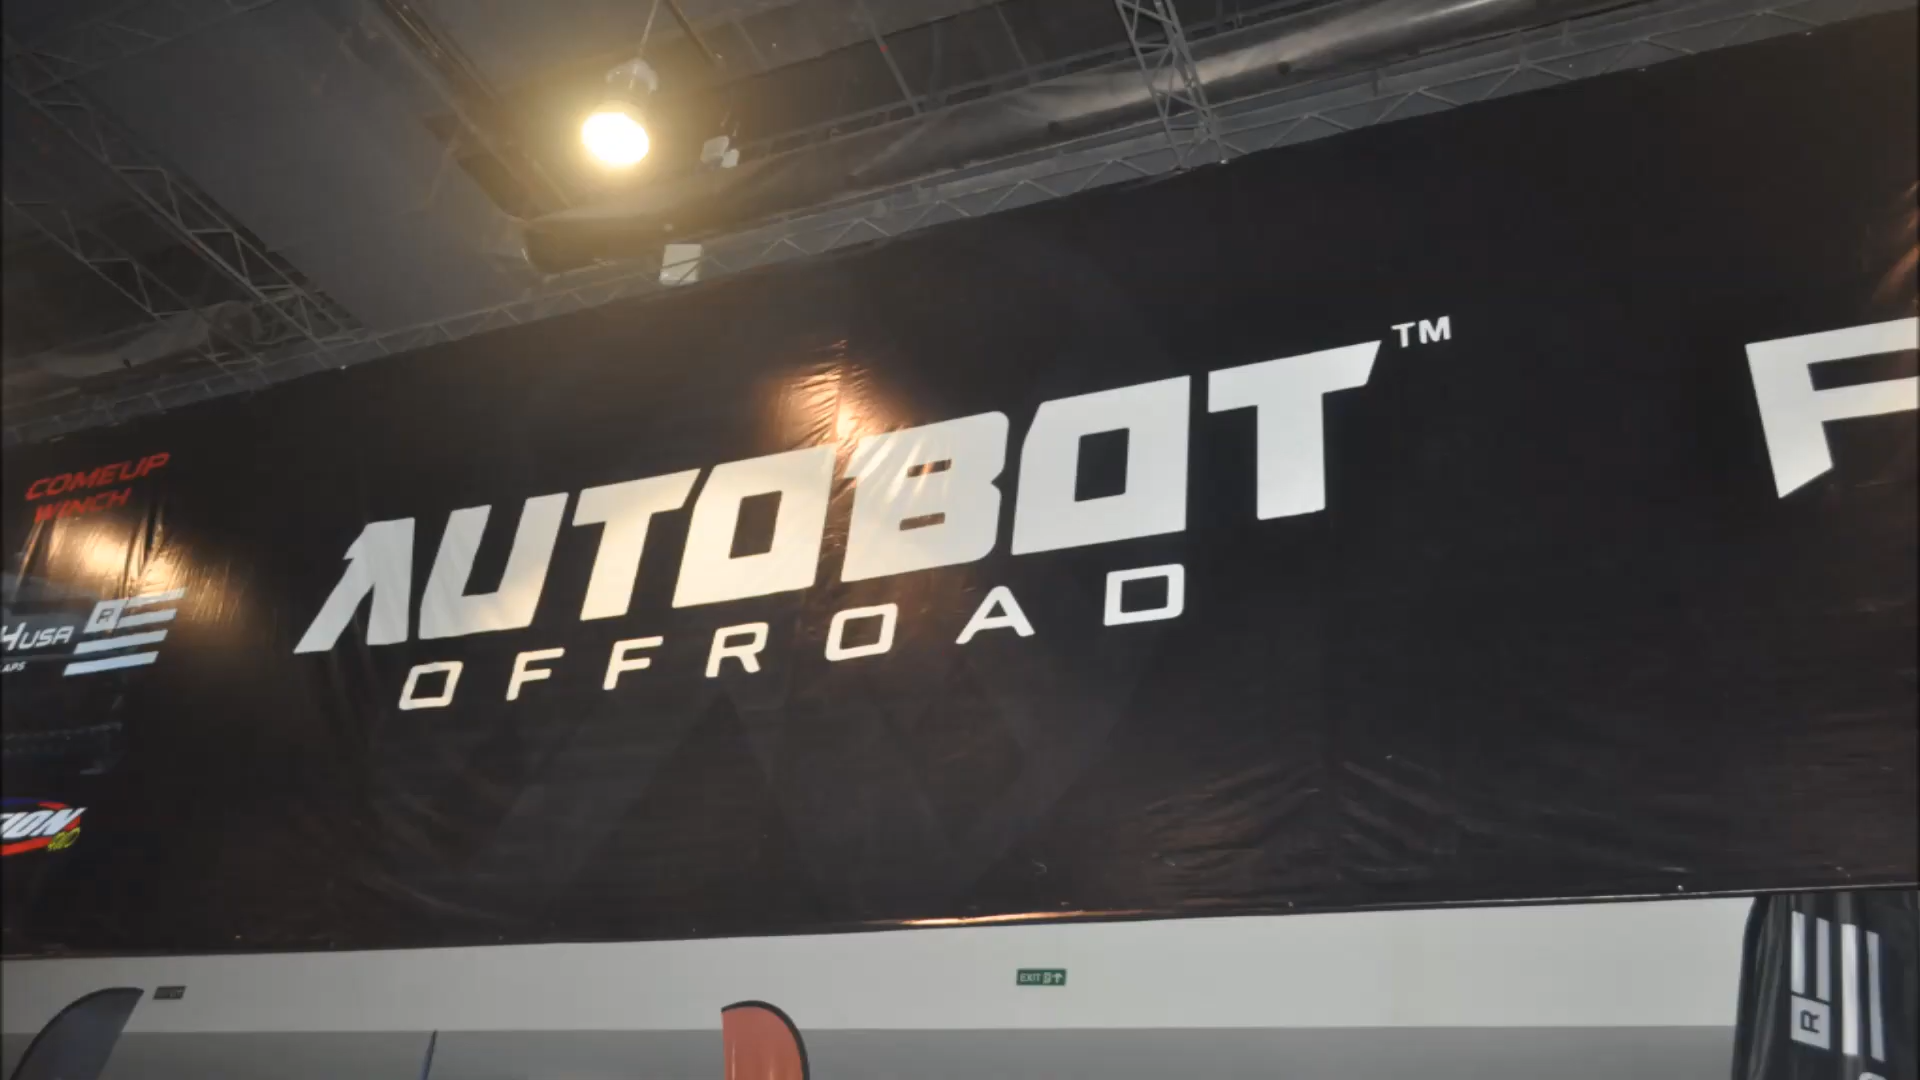 COMEUP
WINCH
AUTOBOT™
OFFROAD
USA
EXIT
R
R